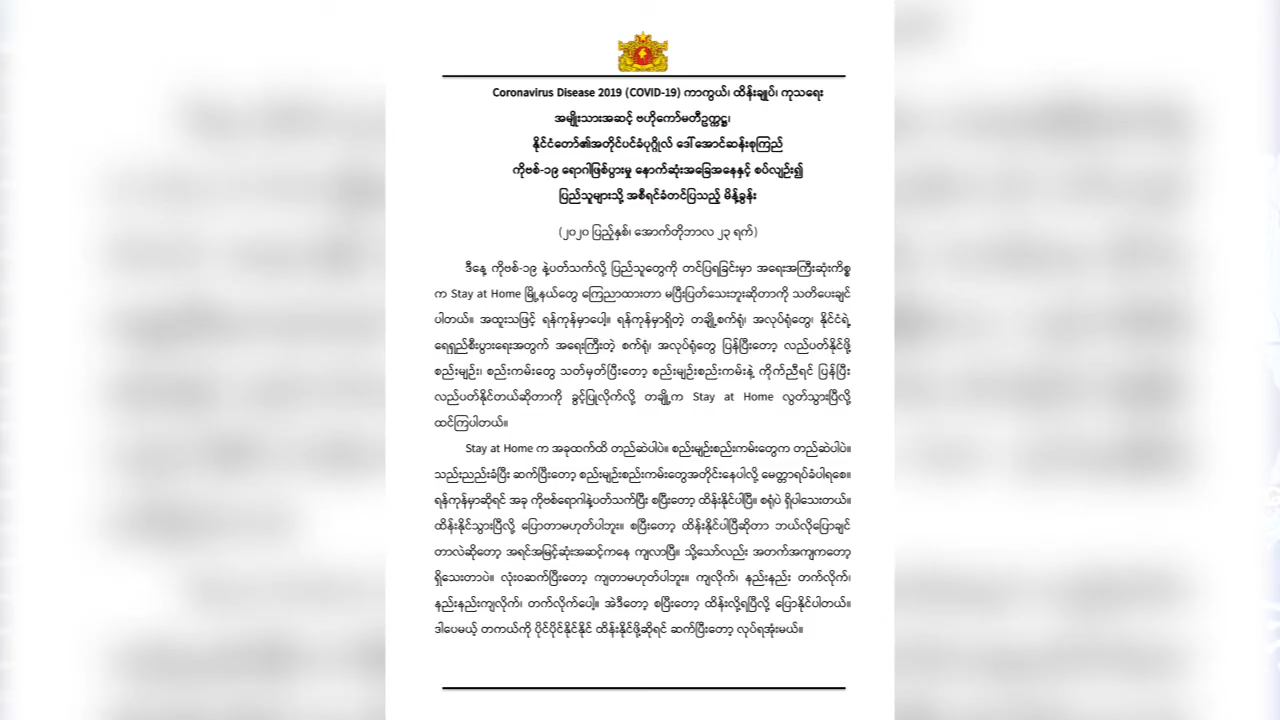 Coronavirus Disease 2019 (COVID-19) ကာကွယ်၊ ထိန်းချုပ်၊ ကုသရေး
အမျိုးသားအဆင့် ဗဟိုကော်မတီဥက္ကဋ္ဌ၊
နိုင်ငံတော်၏အတိုင်ပင်ခံပုဂ္ဂိုလ် ဒေါ်အောင်ဆန်းစုကြည်
ကိုဗစ်-၁၉ ရောဂါဖြစ်ပွားမှု နောက်ဆုံးအခြေအနေနှင့် စပ်လျဉ်း၍
ပြည်သူများသို့ အစီရင်ခံတင်ပြသည့် မိန့်ခွန်း
(၂၀၂၀ ပြည့်နှစ်၊ အောက်တိုဘာလ ၂၃ ရက်)
ဒီနေ့ ကိုဗစ်-၁၉ နဲ့ပတ်သက်လို့ ပြည်သူတွေကို တင်ပြရခြင်းမှာ အရေးအကြီးဆုံးကိစ္စ
က Stay at Home မြို့နယ်တွေ ကြေညာထားတာ မပြီးပြတ်သေးဘူးဆိုတာကို သတိပေးချင်
ပါတယ်။ အထူးသဖြင့် ရန်ကုန်မှာပေါ့။ ရန်ကုန်မှာရှိတဲ့ တချို့စက်ရုံ၊ အလုပ်ရုံတွေ၊ နိုင်ငံရဲ့
ရေရှည်စီးပွားရေးအတွက် အရေးကြီးတဲ့ စက်ရုံ၊ အလုပ်ရုံတွေ ပြန်ပြီးတော့ လည်ပတ်နိုင်ဖို့
စည်းမျဉ်း၊ စည်းကမ်းတွေ သတ်မှတ်ပြီးတော့ စည်းမျဉ်းစည်းကမ်းနဲ့ ကိုက်ညီရင် ပြန်ပြီး
လည်ပတ်နိုင်တယ်ဆိုတာကို ခွင့်ပြုလိုက်လို့ တချို့က Stay at Home လွတ်သွားပြီလို့
ထင်ကြပါတယ်။
Stay at Home က အခုထက်ထိ တည်ဆဲပါပဲ။ စည်းမျဉ်းစည်းကမ်းတွေက တည်ဆဲပါပဲ။
သည်းညည်းခံပြီး ဆက်ပြီးတော့ စည်းမျဉ်းစည်းကမ်းတွေအတိုင်းနေပါလို့ မေတ္တာရပ်ခံပါရစေ။
ရန်ကုန်မှာဆိုရင် အခု ကိုဗစ်ရောဂါနဲ့ပတ်သက်ပြီး စပြီးတော့ ထိန်းနိုင်ပါပြီ။ စရုံပဲ ရှိပါသေးတယ်။
ထိန်းနိုင်သွားပြီလို့ ပြောတာမဟုတ်ပါဘူး။ စပြီးတော့ ထိန်းနိုင်ပါပြီဆိုတာ ဘယ်လိုပြောချင်
တာလဲဆိုတော့ အရင်အမြင့်ဆုံးအဆင့်ကနေ ကျလာပြီ။ သို့သော်လည်း အတက်အကျကတော့
ရှိသေးတာပဲ။ လုံးဝဆက်ပြီးတော့ ကျတာမဟုတ်ပါဘူး။ ကျလိုက်၊ နည်းနည်း တက်လိုက်၊
နည်းနည်းကျလိုက်၊ တက်လိုက်ပေါ့။ အဲဒီတော့ စပြီးတော့ ထိန်းလို့ရပြီလို့ ပြောနိုင်ပါတယ်။
ဒါပေမယ့် တကယ်ကို ပိုင်ပိုင်နိုင်နိုင် ထိန်းနိုင်ဖို့ဆိုရင် ဆက်ပြီးတော့ လုပ်ရအုံးမယ်။